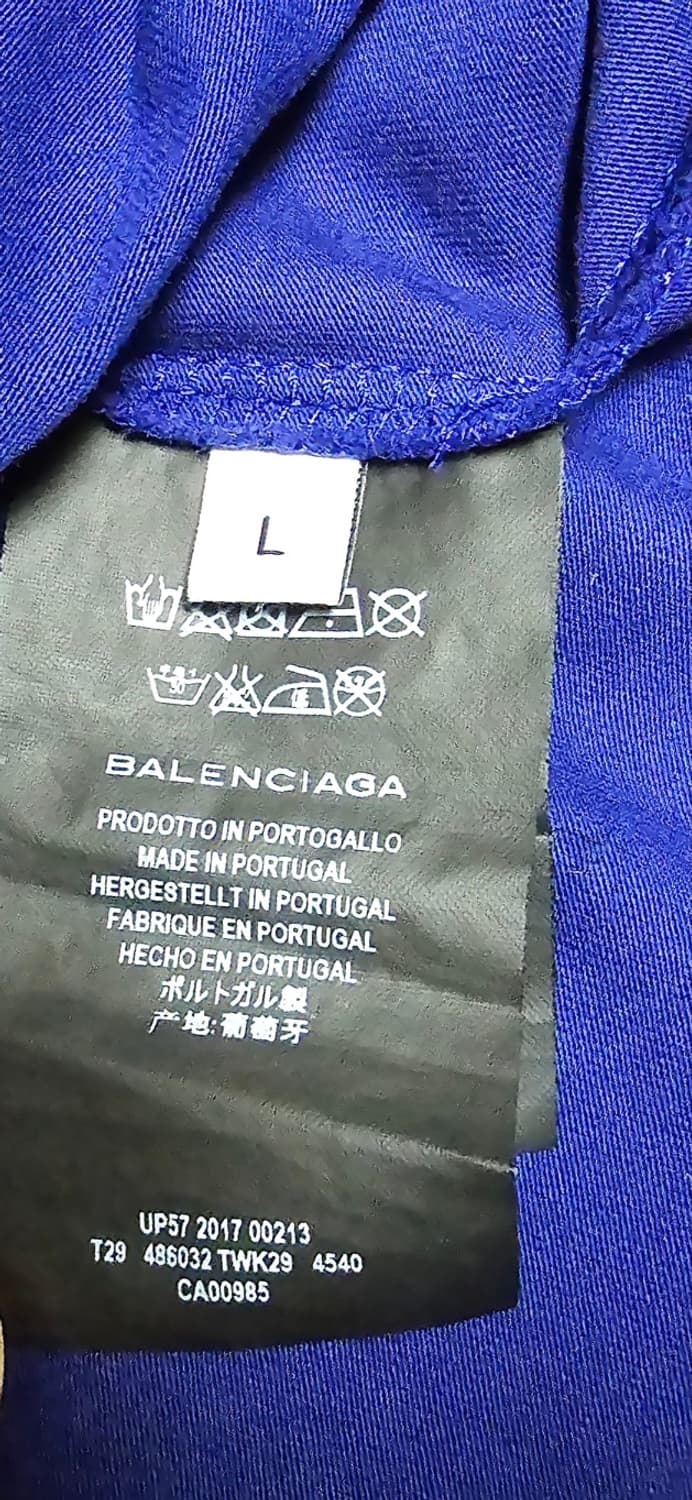 L
30
BALENCIAGA
PRODOTTO IN PORTOGALLO
MADE IN PORTUGAL
HERGESTELLT IN PORTUGAL
FABRIQUE EN PORTUGAL
HECHO EN PORTUGAL
ポルトガル製
产地:葡萄牙
UP57 2017 00213
T29 486032 TWK29 4540
CA00985